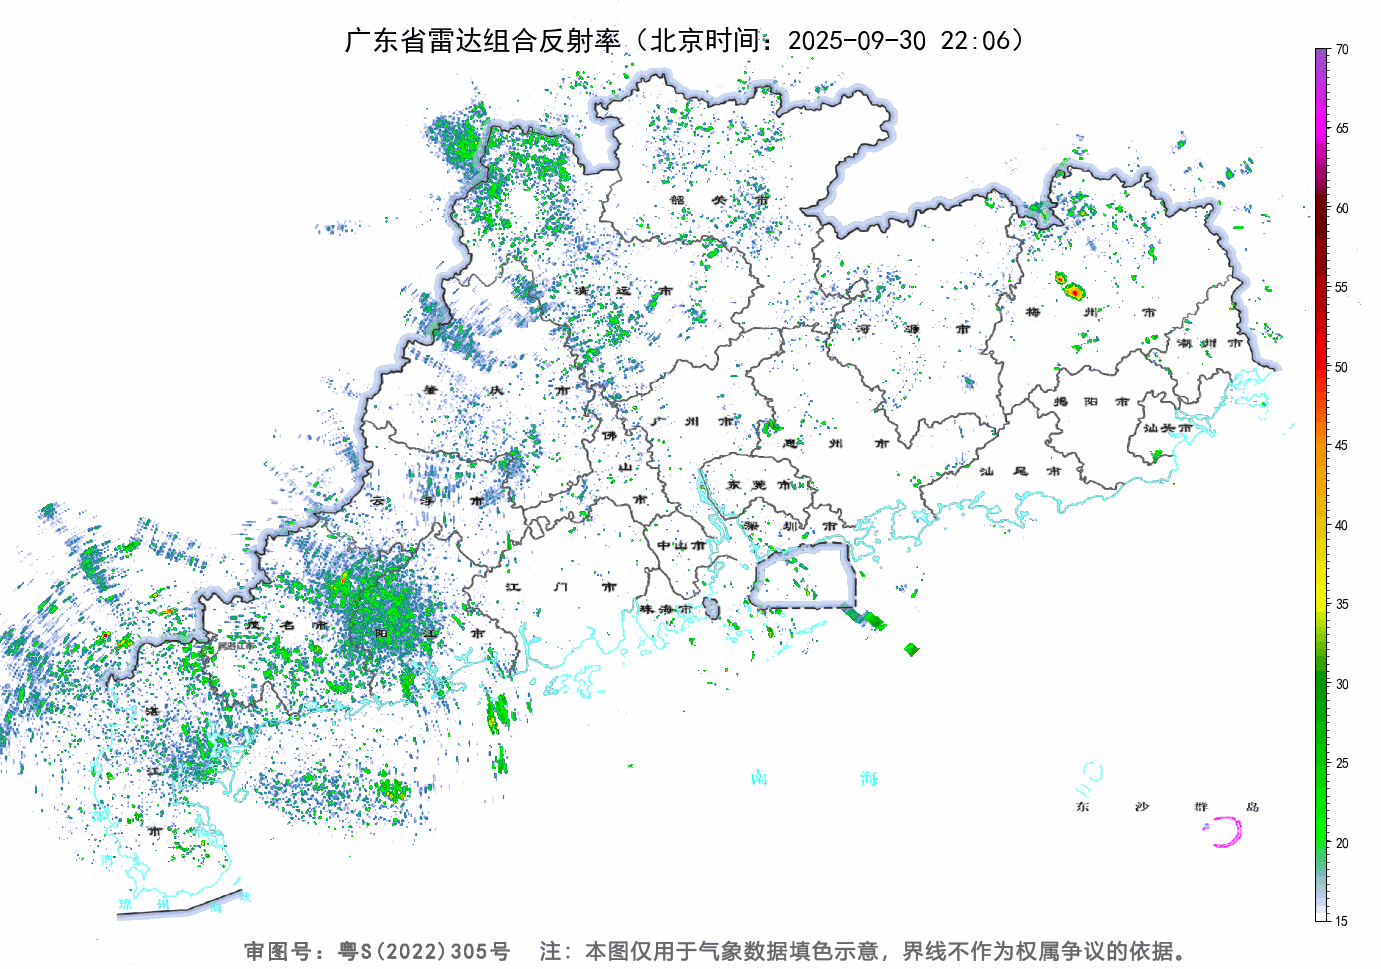 广东省雷达组合反射率（北京时间：2025-09-30 22:06）
70
65
60
55
50
45
40
35
30
25
20
15
韶关市
清远市
河源市
梅州市
潮州市
肇庆市
广州市
揭阳市
汕头市
佛山市
惠州市
汕尾市
云浮市
东莞市
深圳市
中山市
江门市
珠海市
茂名市
阳江市
湛江市
南海
东沙群岛
琼州海峡
审图号：粤S(2022)305号 注：本图仅用于气象数据填色示意，界线不作为权属争议的依据。